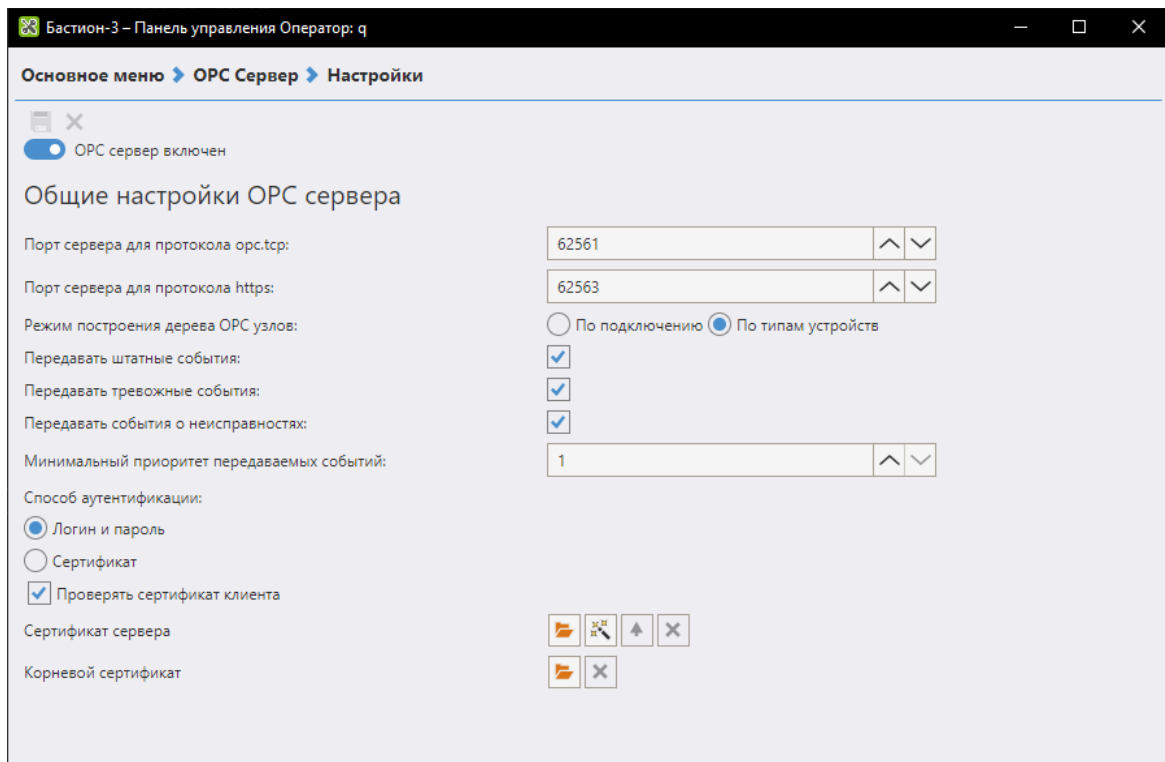 Бастион-3 – Панель управления Оператор: q
Основное меню OPC Сервер Настройки
OPC сервер включен
Общие настройки OPC сервера
Порт сервера для протокола opc.tcp: 62561
Порт сервера для протокола https: 62563
Режим построения дерева OPC узлов: По подключению По типам устройств
Передавать штатные события:
Передавать тревожные события:
Передавать события о неисправностях:
Минимальный приоритет передаваемых событий: 1
Способ аутентификации:
Логин и пароль
Сертификат
Проверять сертификат клиента
Сертификат сервера
Корневой сертификат